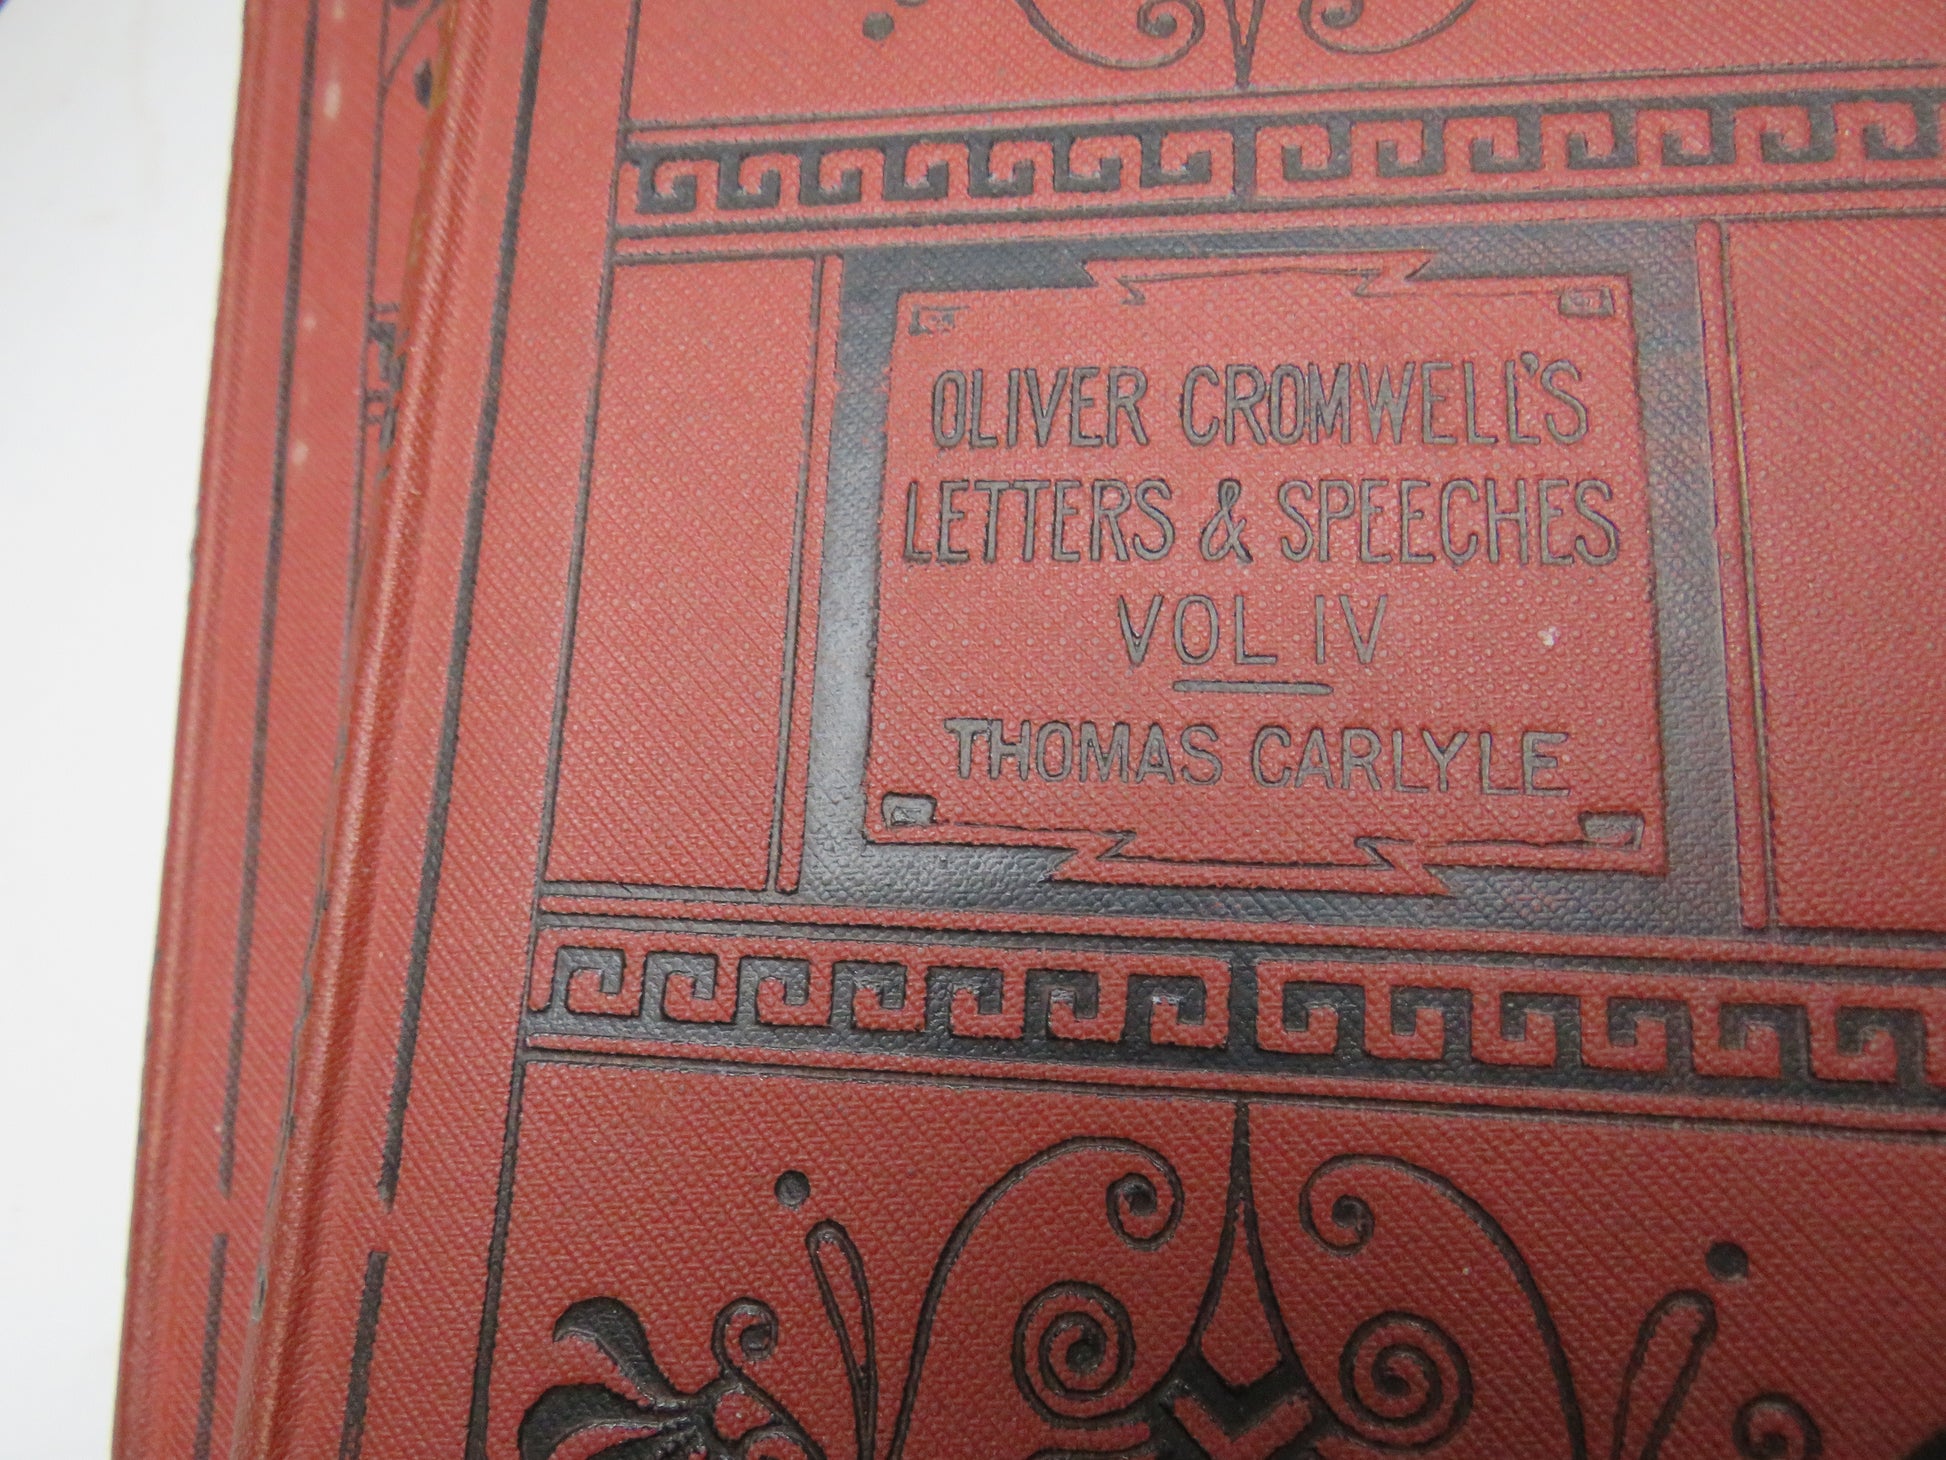 OLIVER CROMWELL'S
LETTERS & SPEECHES
VOL IV
THOMAS CARLYLE